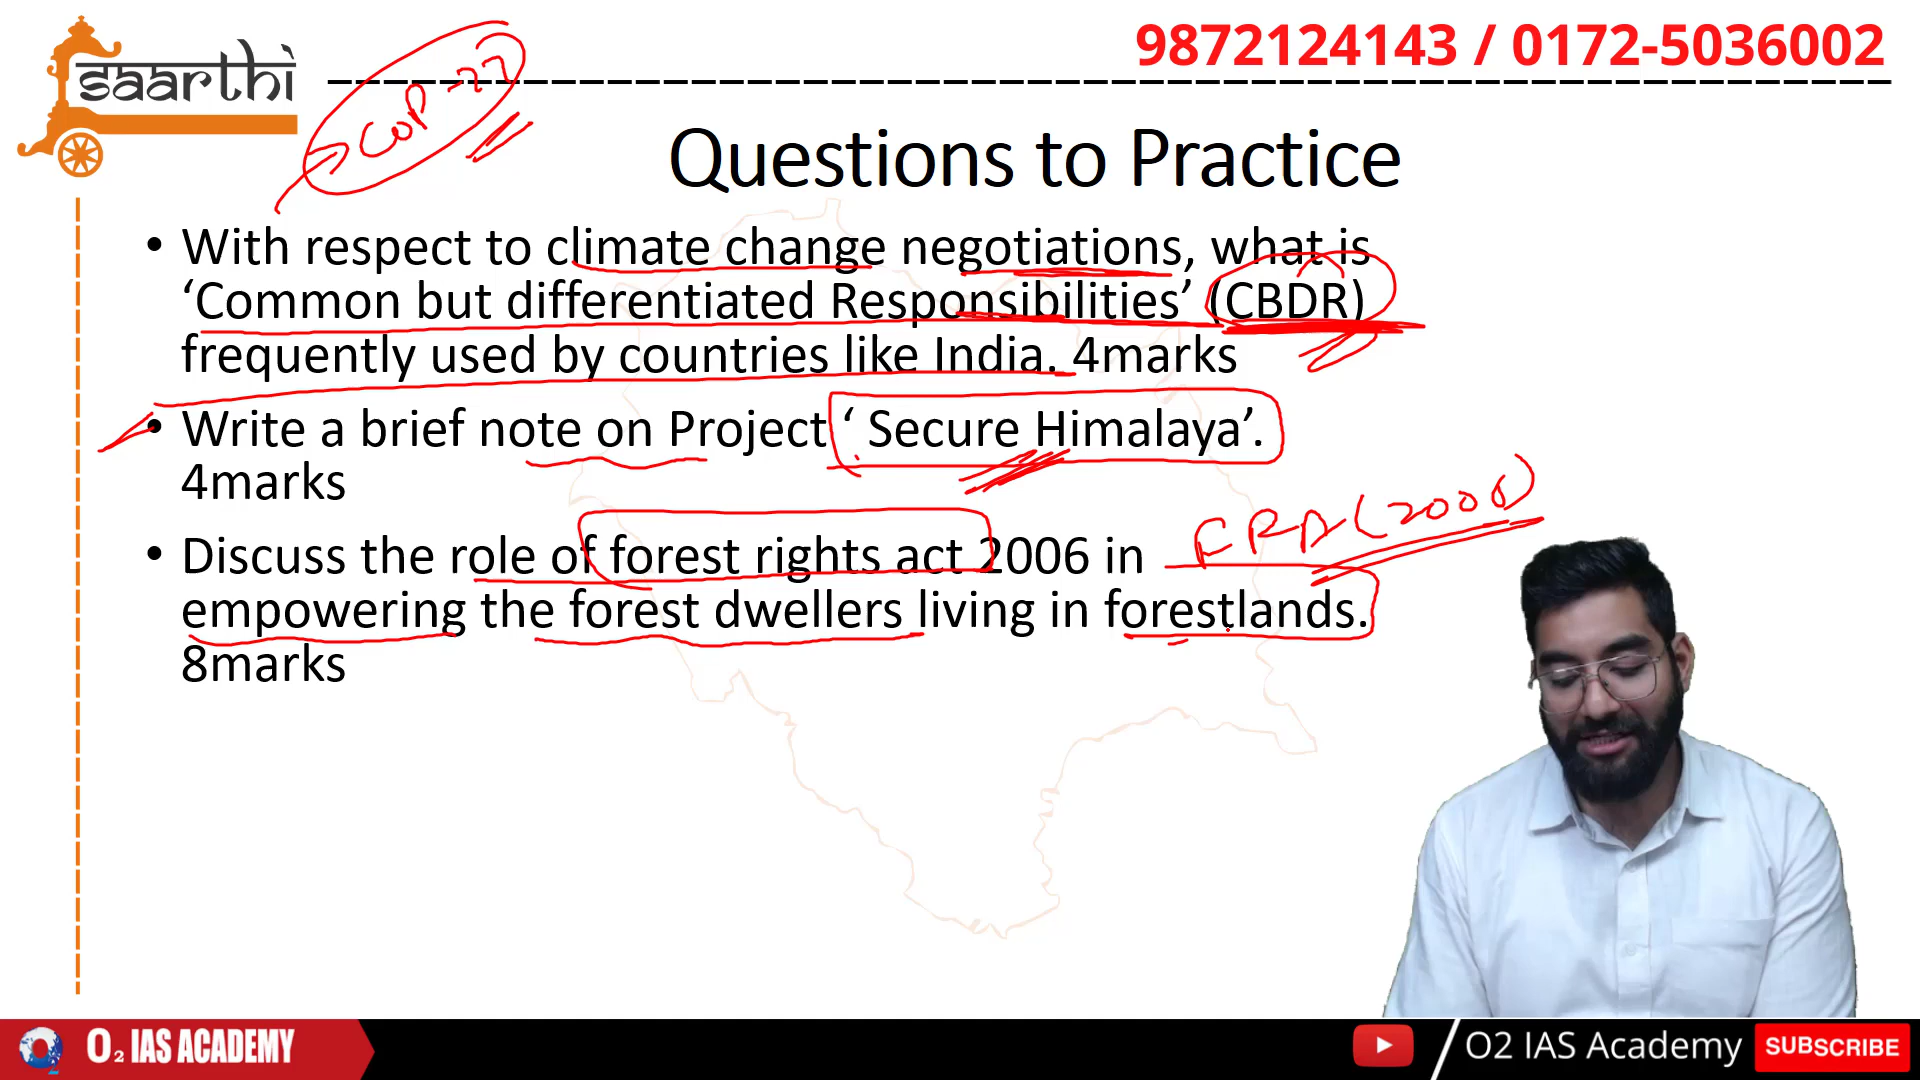 saarthi
9872124143 / 0172-5036002
COP-27
Questions to Practice
• With respect to climate change negotiations, what is
‘Common but differentiated Responsibilities’ (CBDR)
frequently used by countries like India. 4marks
• Write a brief note on Project ‘ Secure Himalaya’.
4marks
FRA (2006)
• Discuss the role of forest rights act 2006 in
empowering the forest dwellers living in forestlands.
8marks
O2 IAS ACADEMY
O2 IAS Academy
SUBSCRIBE